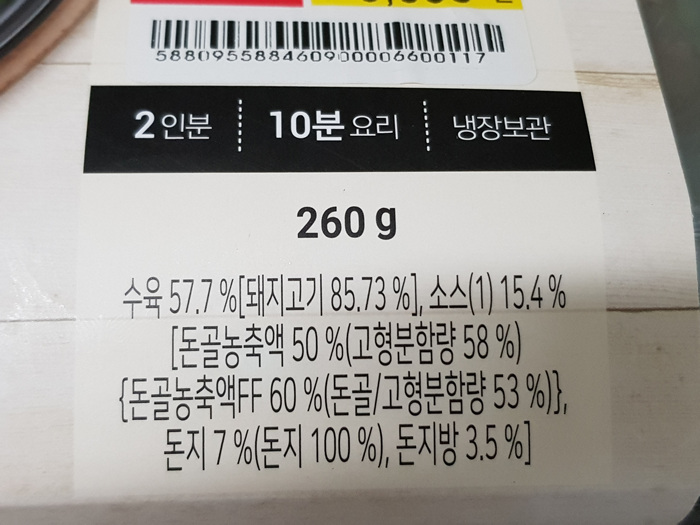 5880955884609000006600117
2인분 10분 요리 냉장보관
260 g
수육 57.7 %[돼지고기 85.73 %], 소스(1) 15.4 %
[돈골농축액 50 %(고형분함량 58 %)
{돈골농축액FF 60 %(돈골/고형분함량 53 %)},
돈지 7 %(돈지 100 %), 돈지방 3.5 %]